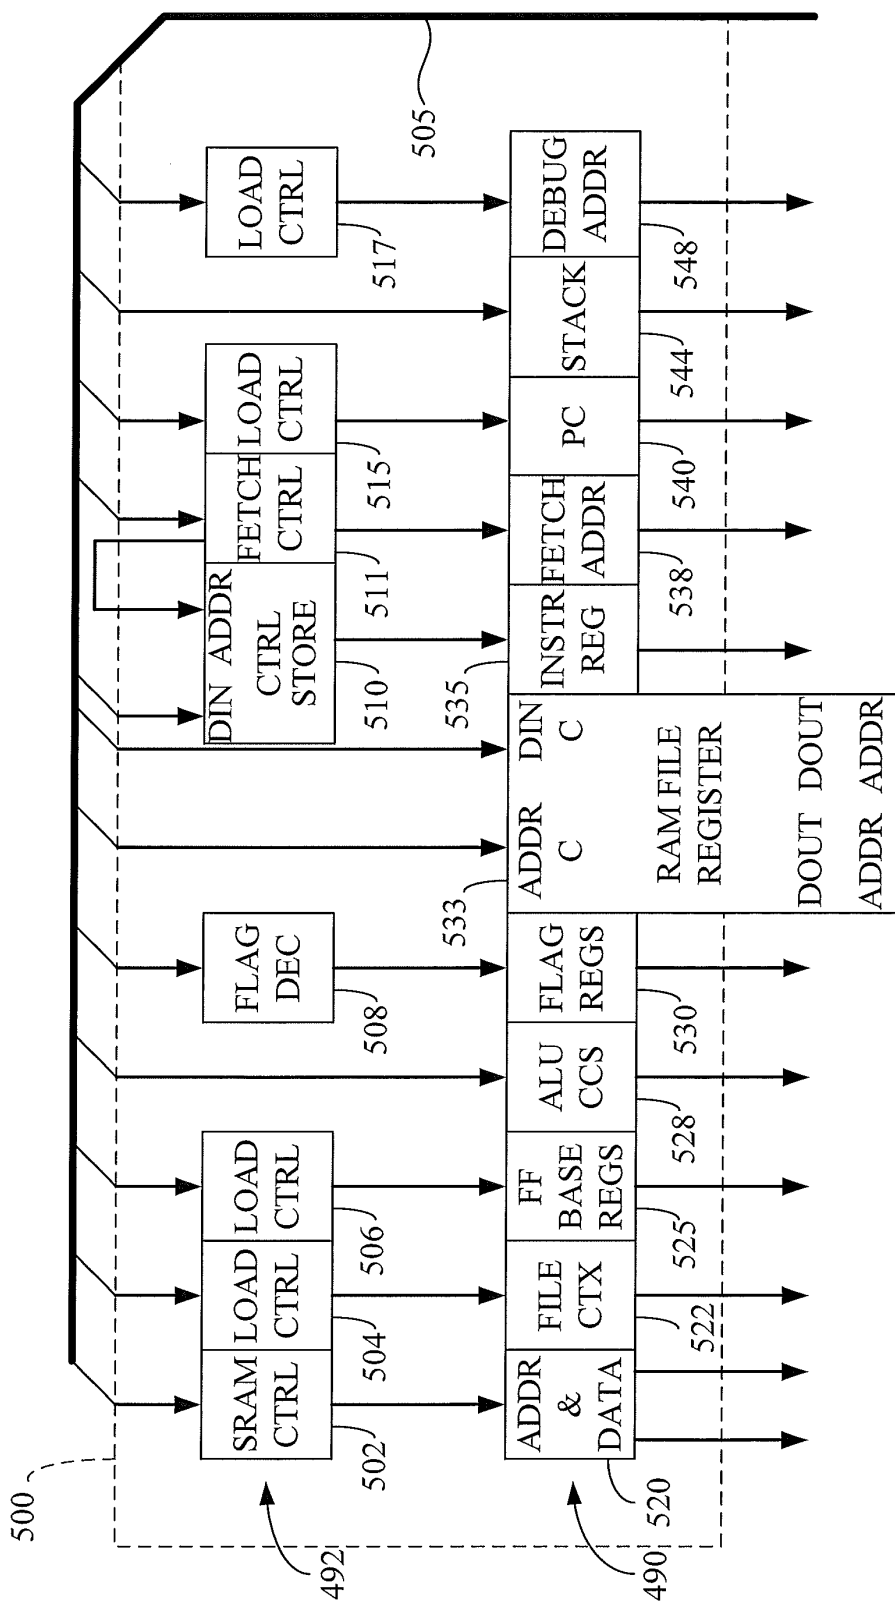 500
505
492
490
SRAM
CTRL
502
LOAD
CTRL
504
LOAD
CTRL
506
FLAG
DEC
508
DIN ADDR
CTRL
STORE
510
FETCH
CTRL
511
LOAD
CTRL
515
LOAD
CTRL
517
ADDR
&
DATA
520
FILE
CTX
522
FF
BASE
REGS
525
ALU
CCS
528
FLAG
REGS
530
533
ADDR DIN
C C
RAM FILE
REGISTER
DOUT DOUT
ADDR ADDR
535
INSTR
REG
FETCH
ADDR
538
PC
540
STACK
544
DEBUG
ADDR
548